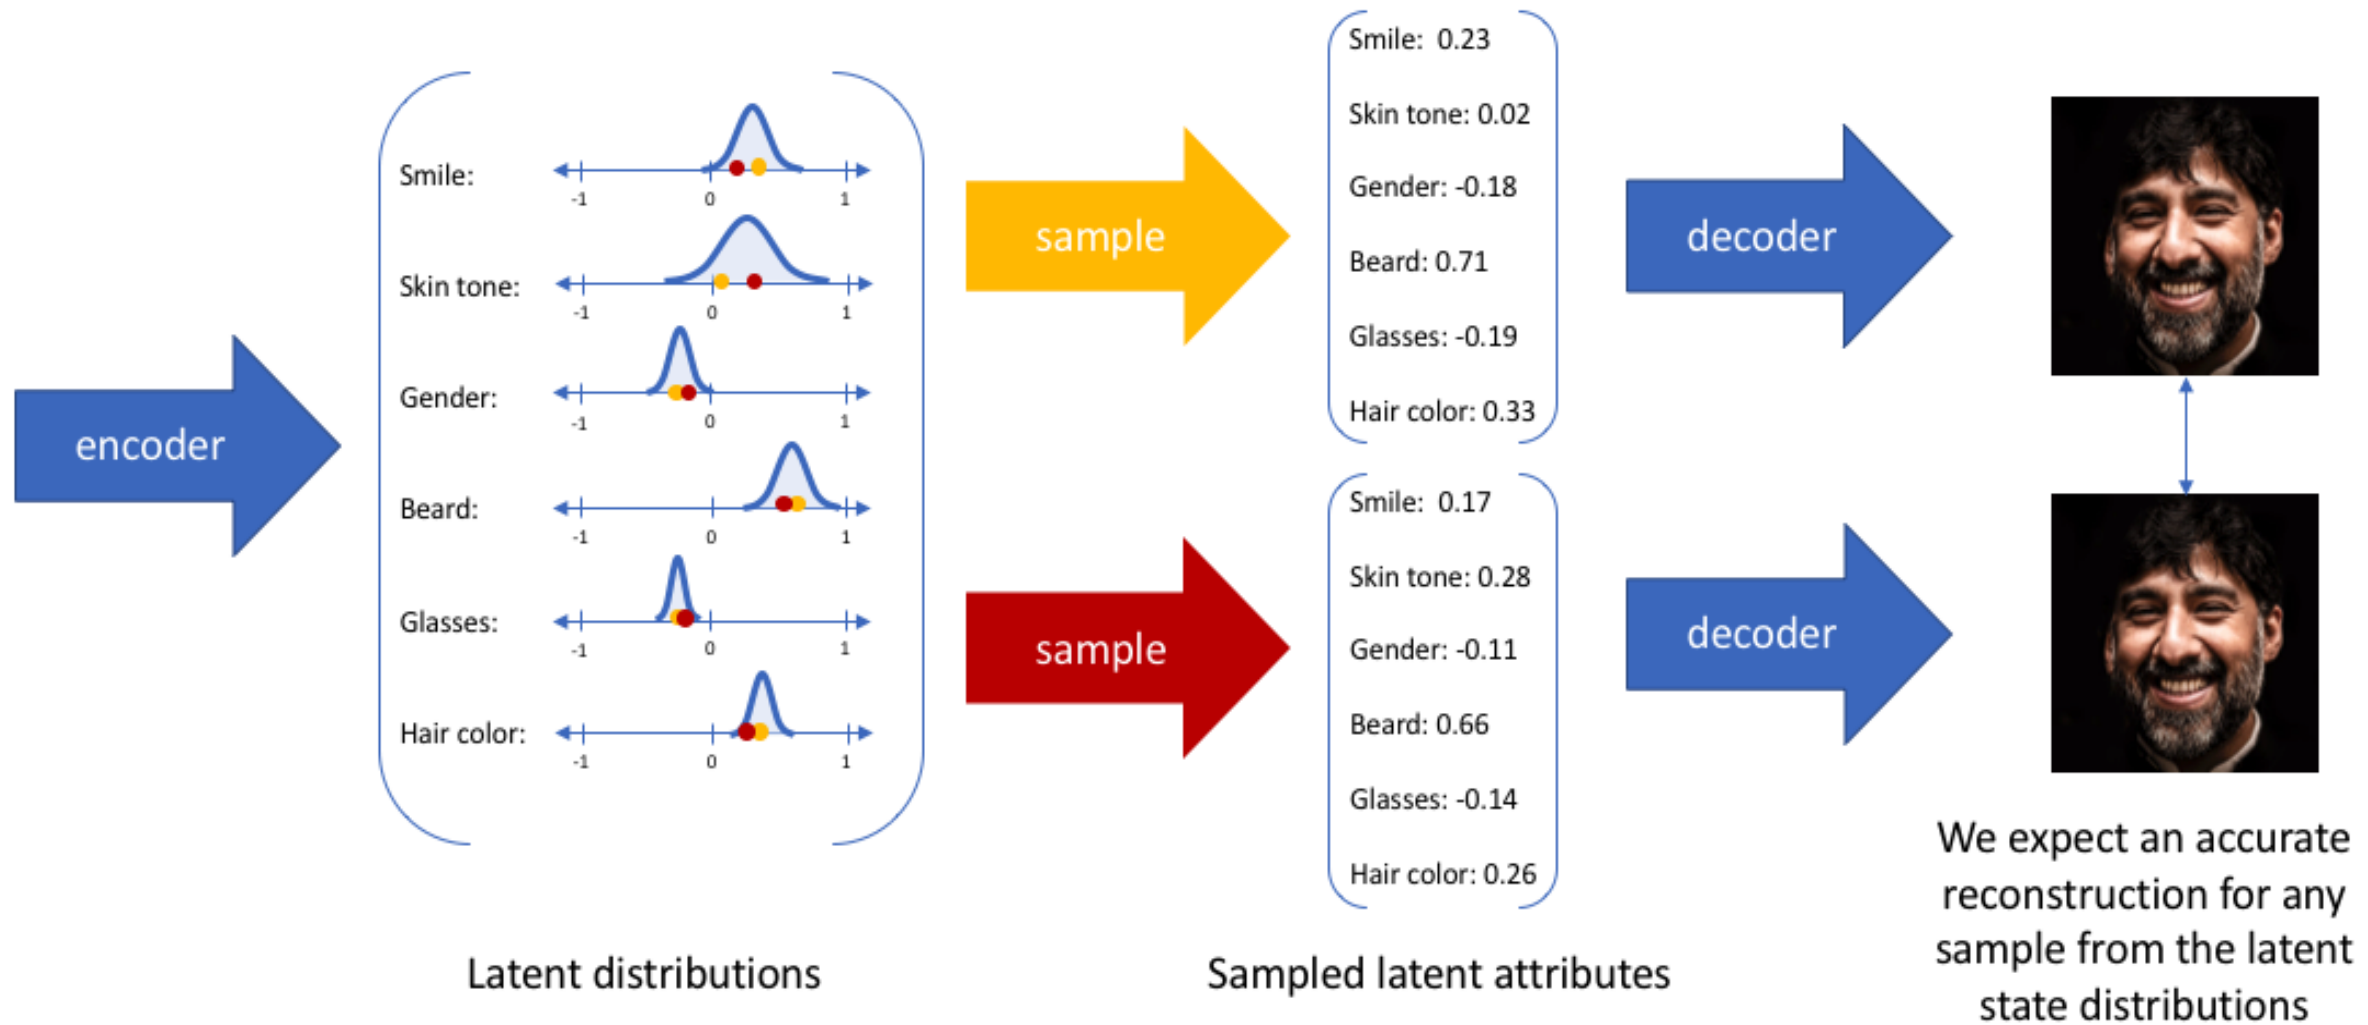 encoder
Smile:
-1 0 1
Skin tone:
-1 0 1
Gender:
-1 0 1
Beard:
-1 0 1
Glasses:
-1 0 1
Hair color:
-1 0 1
Latent distributions
sample
Smile: 0.23
Skin tone: 0.02
Gender: -0.18
Beard: 0.71
Glasses: -0.19
Hair color: 0.33
decoder
sample
Smile: 0.17
Skin tone: 0.28
Gender: -0.11
Beard: 0.66
Glasses: -0.14
Hair color: 0.26
decoder
Sampled latent attributes
We expect an accurate
reconstruction for any
sample from the latent
state distributions